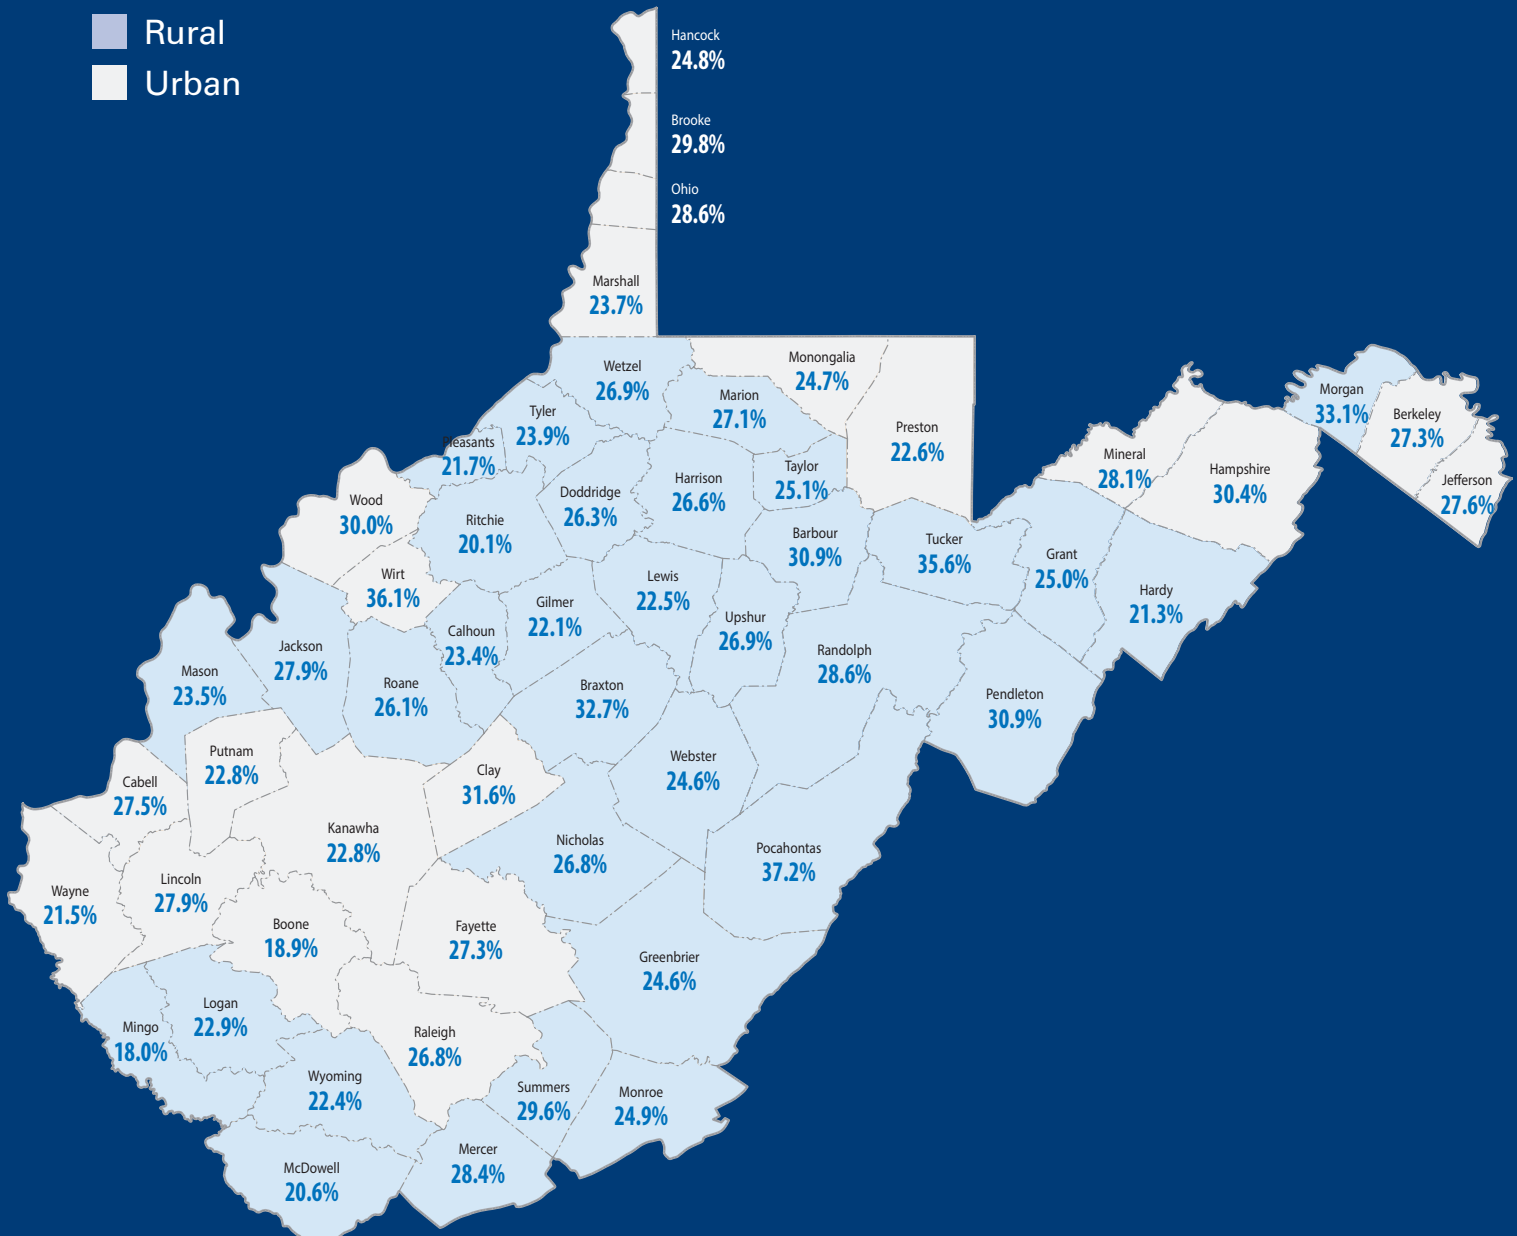 Rural
Urban
Hancock
24.8%
Brooke
29.8%
Ohio
28.6%
Marshall
23.7%
Wetzel
26.9%
Monongalia
24.7%
Marion
27.1%
Preston
22.6%
Tyler
23.9%
Pleasants
21.7%
Morgan
33.1%
Berkeley
27.3%
Jefferson
27.6%
Mineral
28.1%
Hampshire
30.4%
Wood
30.0%
Ritchie
20.1%
Doddridge
26.3%
Harrison
26.6%
Taylor
25.1%
Barbour
30.9%
Tucker
35.6%
Grant
25.0%
Hardy
21.3%
Wirt
36.1%
Calhoun
23.4%
Gilmer
22.1%
Lewis
22.5%
Upshur
26.9%
Randolph
28.6%
Pendleton
30.9%
Mason
23.5%
Jackson
27.9%
Roane
26.1%
Braxton
32.7%
Webster
24.6%
Putnam
22.8%
Cabell
27.5%
Clay
31.6%
Kanawha
22.8%
Nicholas
26.8%
Pocahontas
37.2%
Wayne
21.5%
Lincoln
27.9%
Boone
18.9%
Fayette
27.3%
Greenbrier
24.6%
Mingo
18.0%
Logan
22.9%
Raleigh
26.8%
Wyoming
22.4%
Summers
29.6%
Monroe
24.9%
McDowell
20.6%
Mercer
28.4%